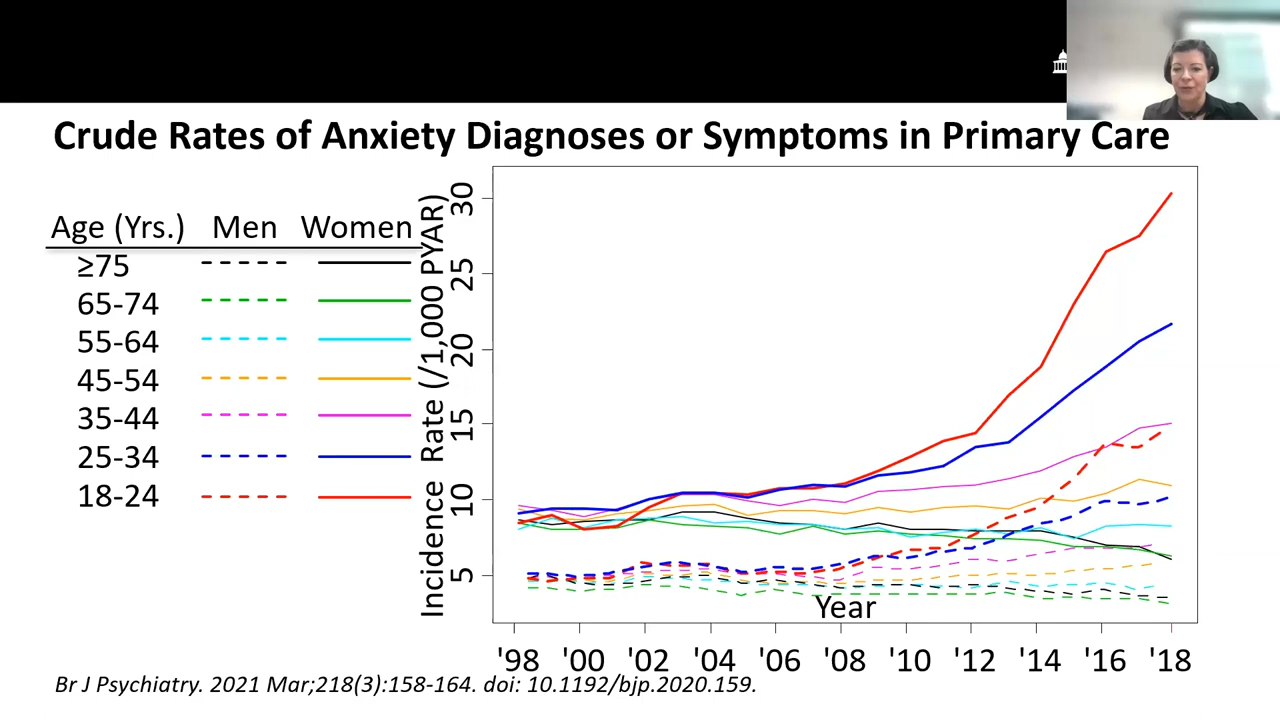 Crude Rates of Anxiety Diagnoses or Symptoms in Primary Care
Age (Yrs.) Men Women
≥75
65-74
55-64
45-54
35-44
25-34
18-24
Incidence Rate (/1,000 PYAR)
30
25
20
15
10
5
Year
'98 '00 '02 '04 '06 '08 '10 '12 '14 '16 '18
Br J Psychiatry. 2021 Mar;218(3):158-164. doi: 10.1192/bjp.2020.159.